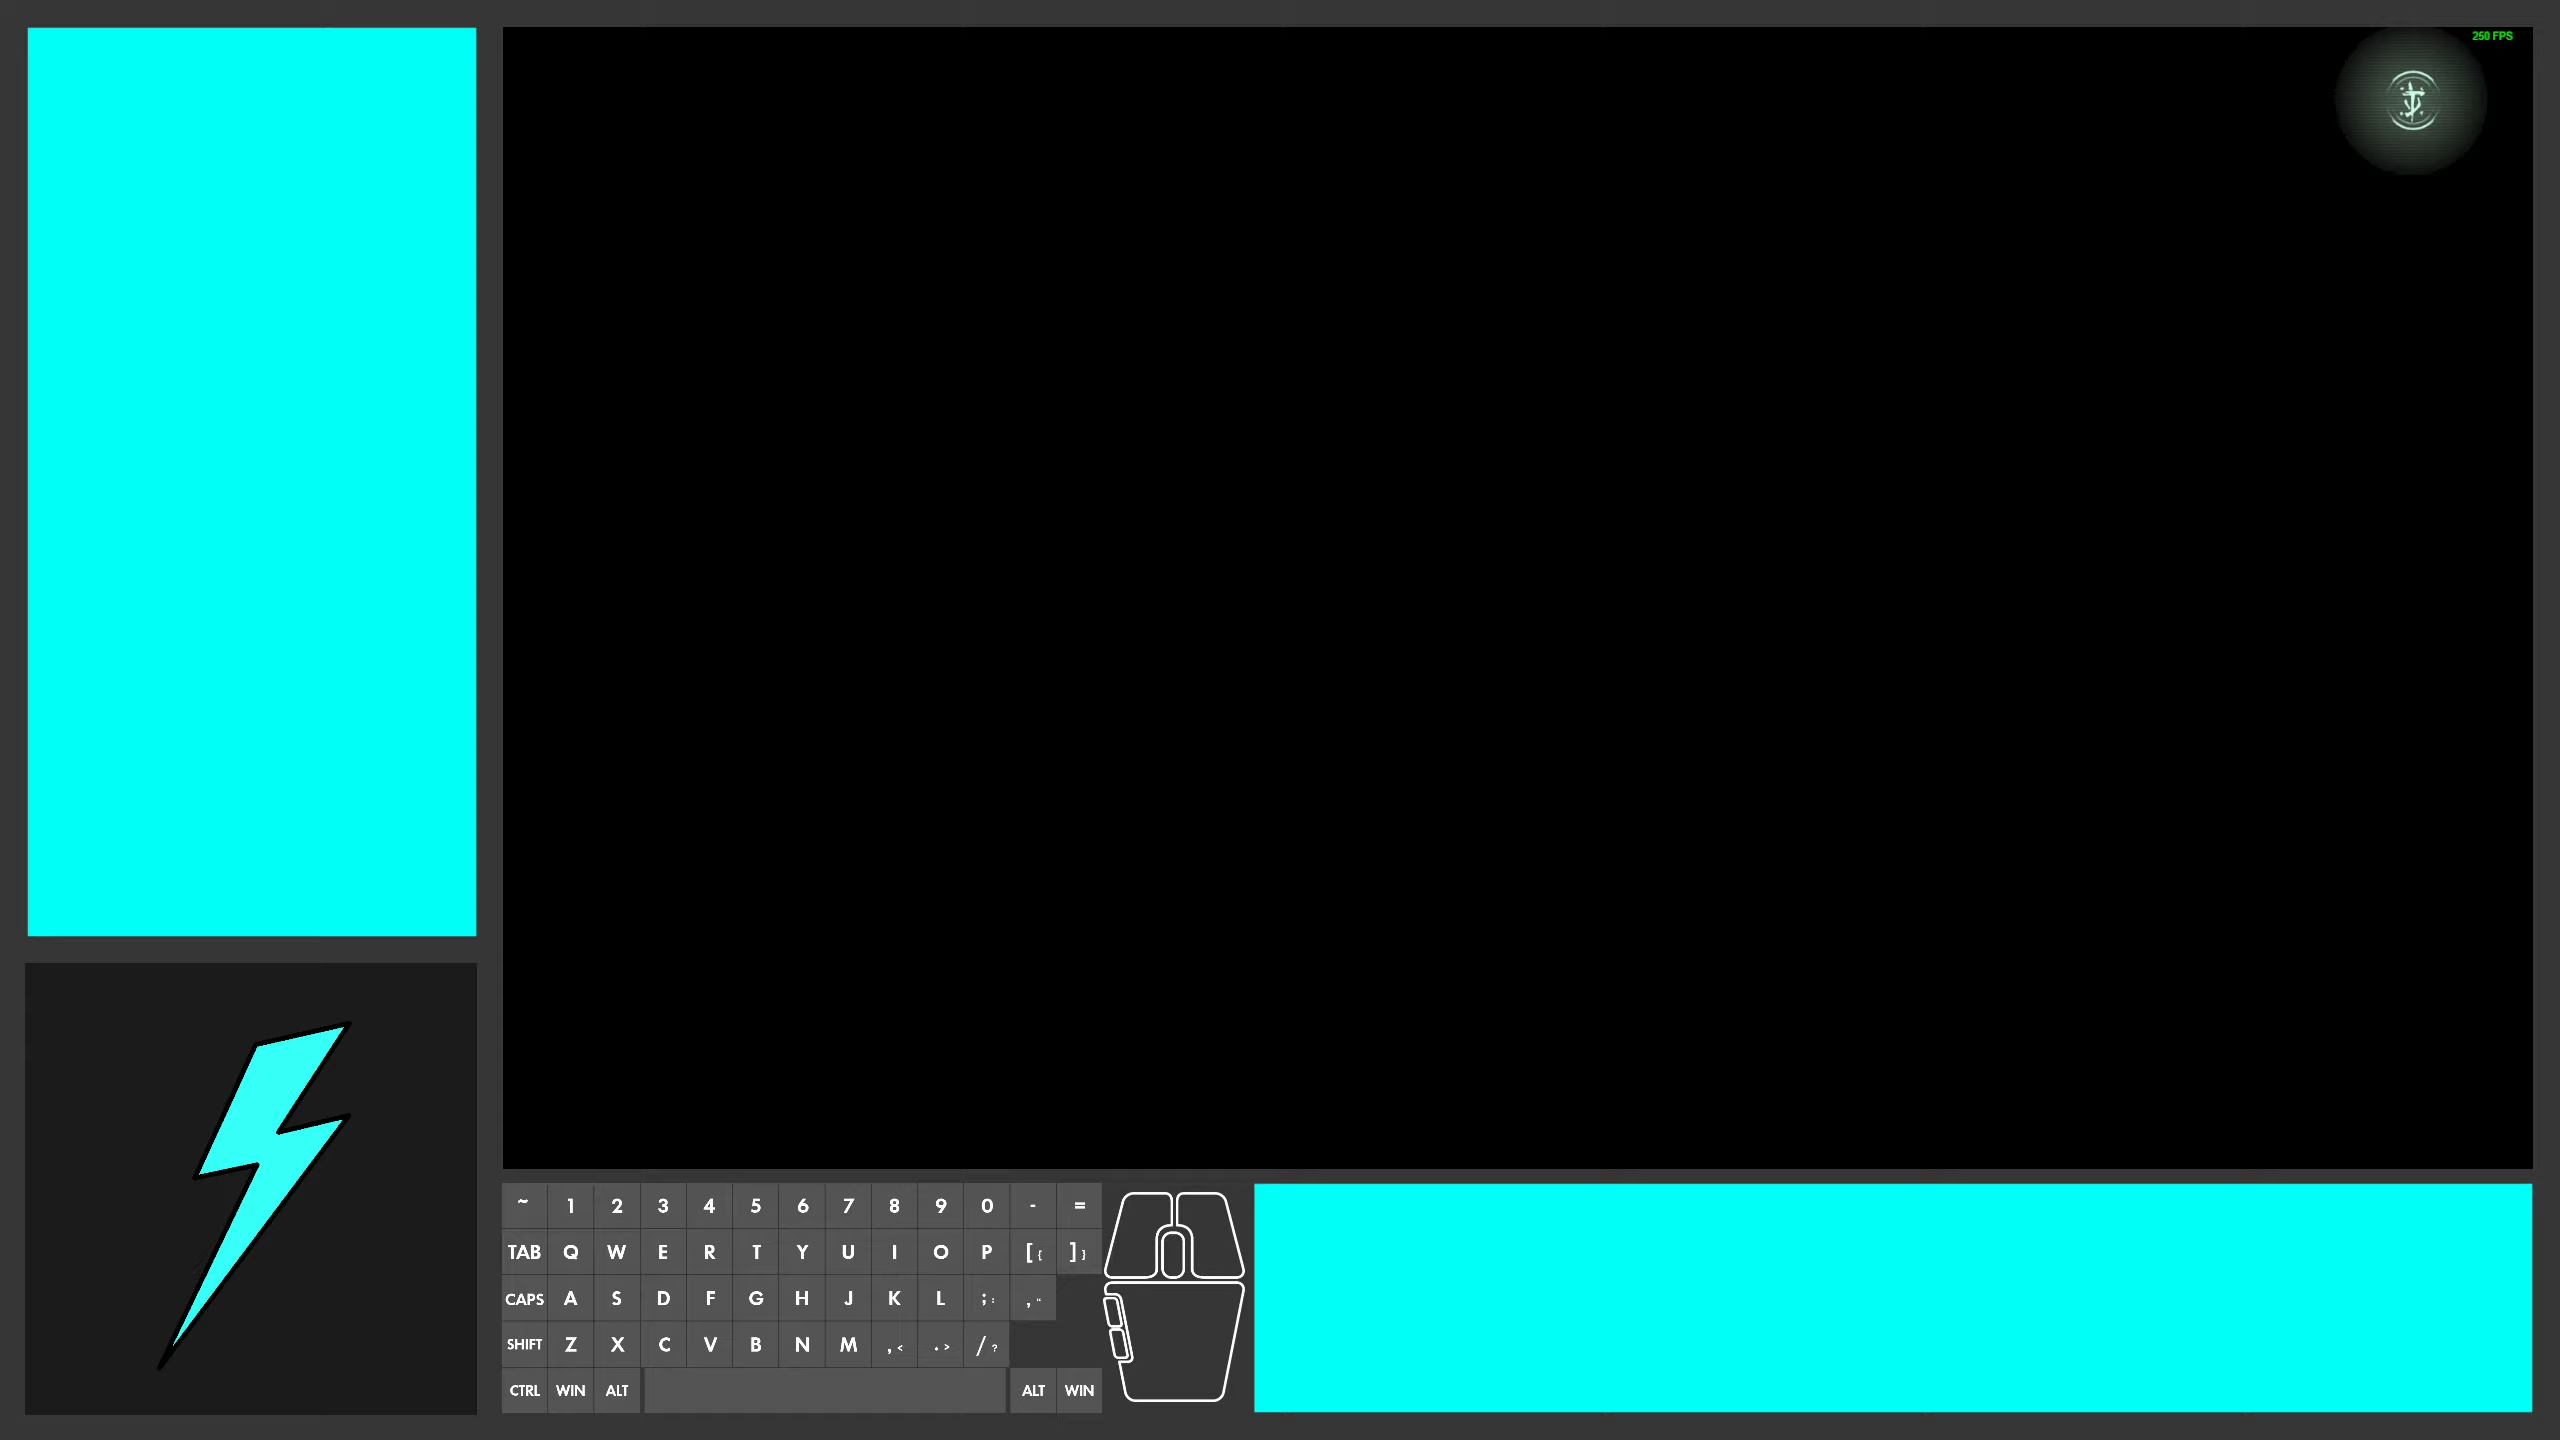 250 FPS
~ 1 2 3 4 5 6 7 8 9 0 - =
TAB Q W E R T Y U I O P [ { ] }
CAPS A S D F G H J K L ; : , "
SHIFT Z X C V B N M , < . > / ?
CTRL WIN ALT ALT WIN